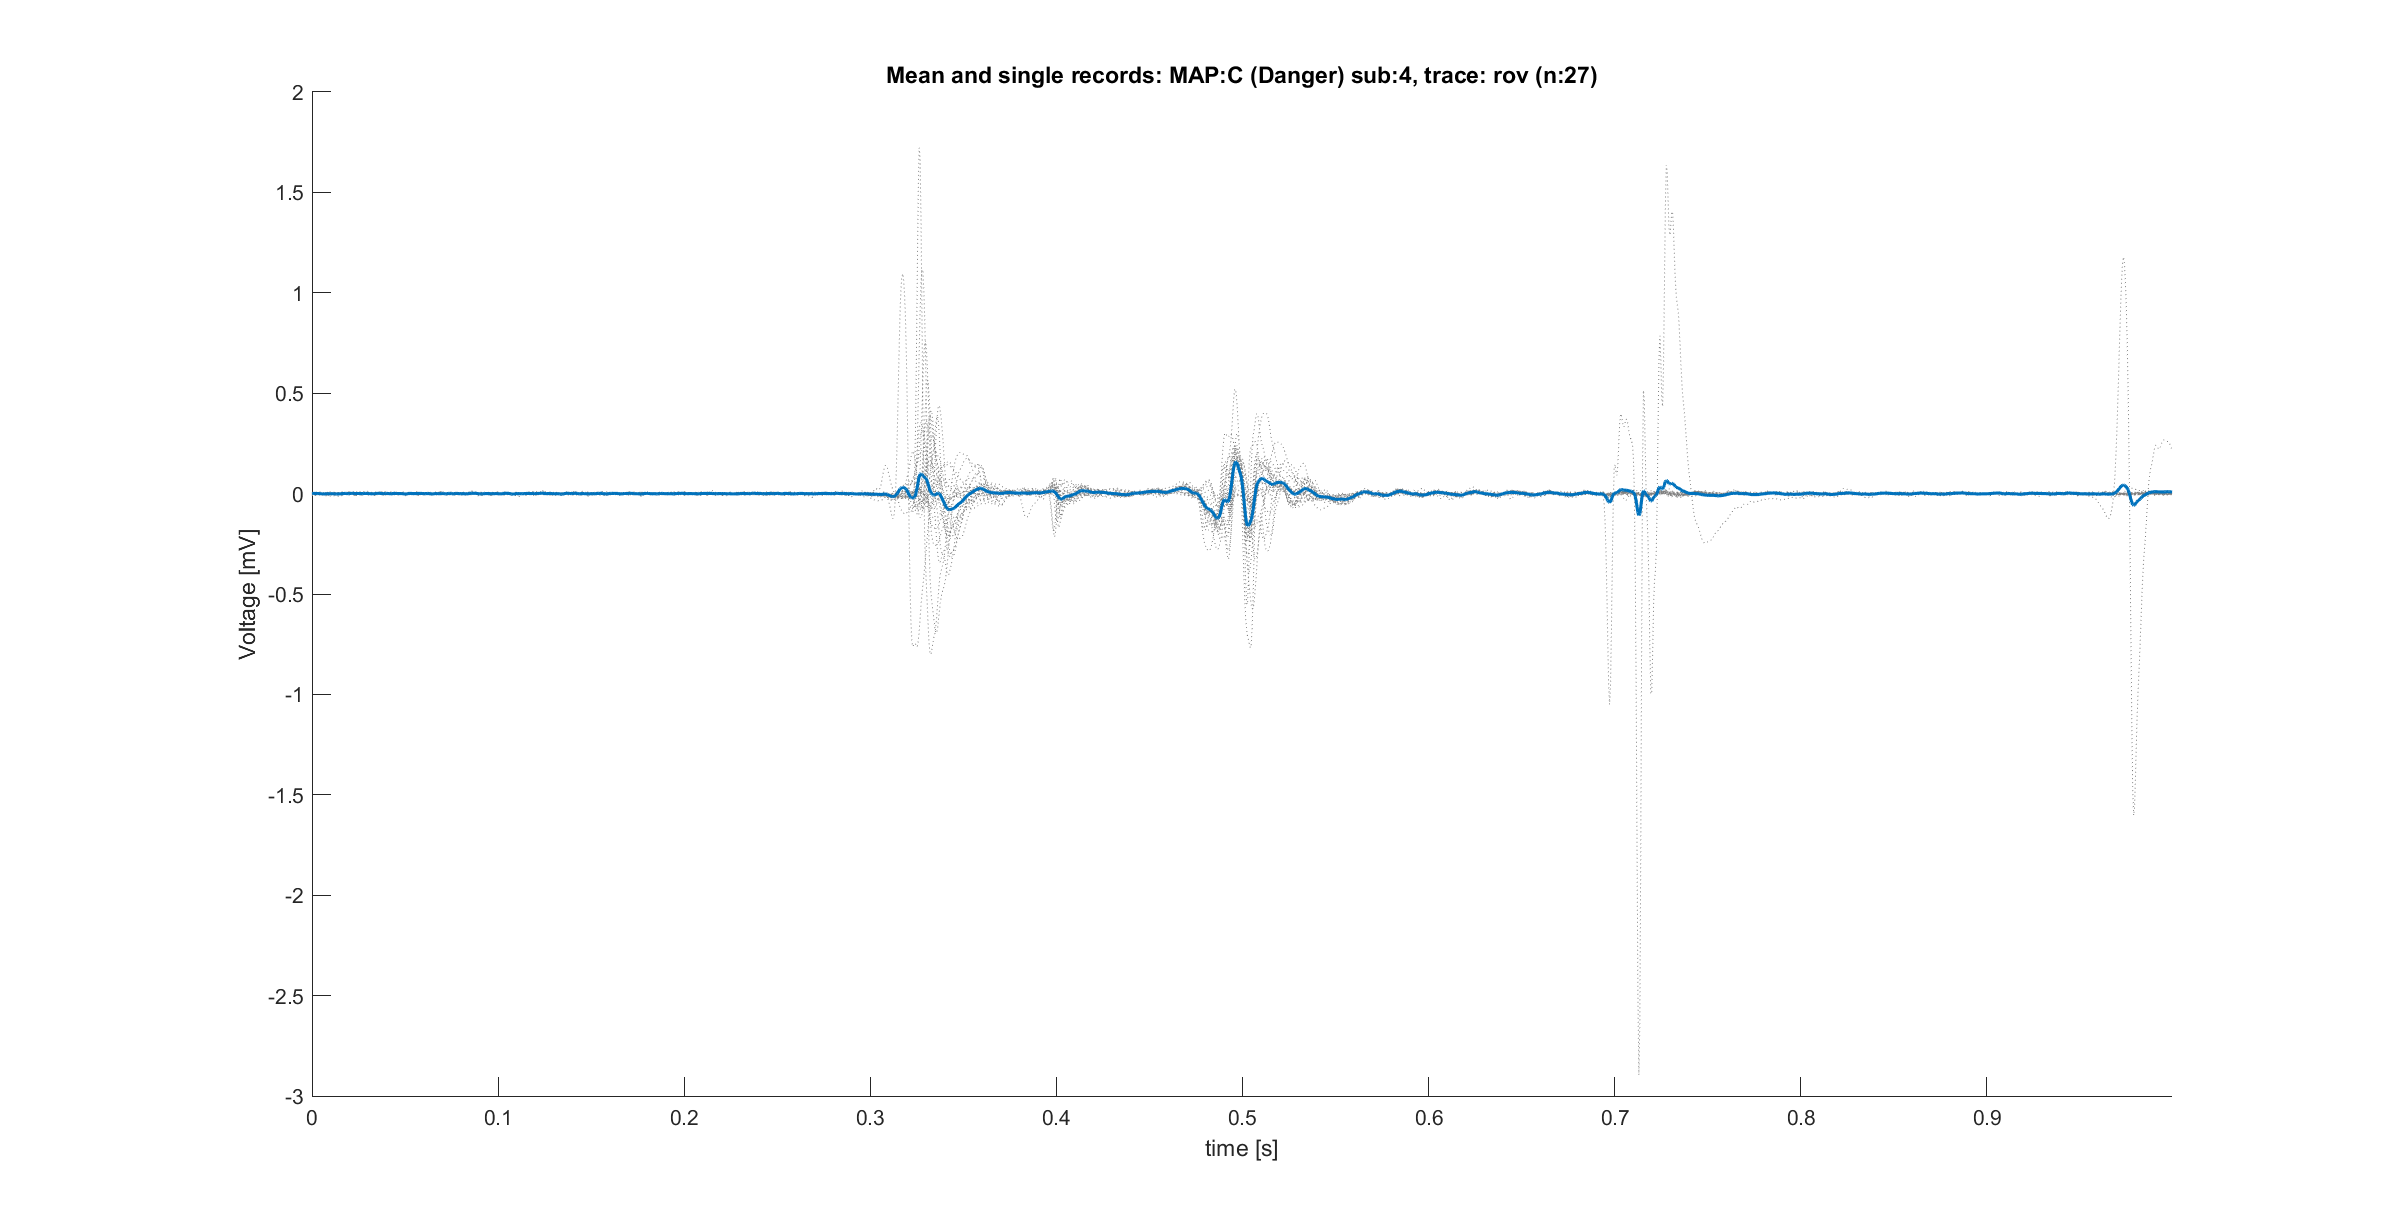 Mean and single records: MAP:C (Danger) sub:4, trace: rov (n:27)
2
1.5
1
0.5
0
-0.5
-1
-1.5
-2
-2.5
-3
Voltage [mV]
0 0.1 0.2 0.3 0.4 0.5 0.6 0.7 0.8 0.9
time [s]